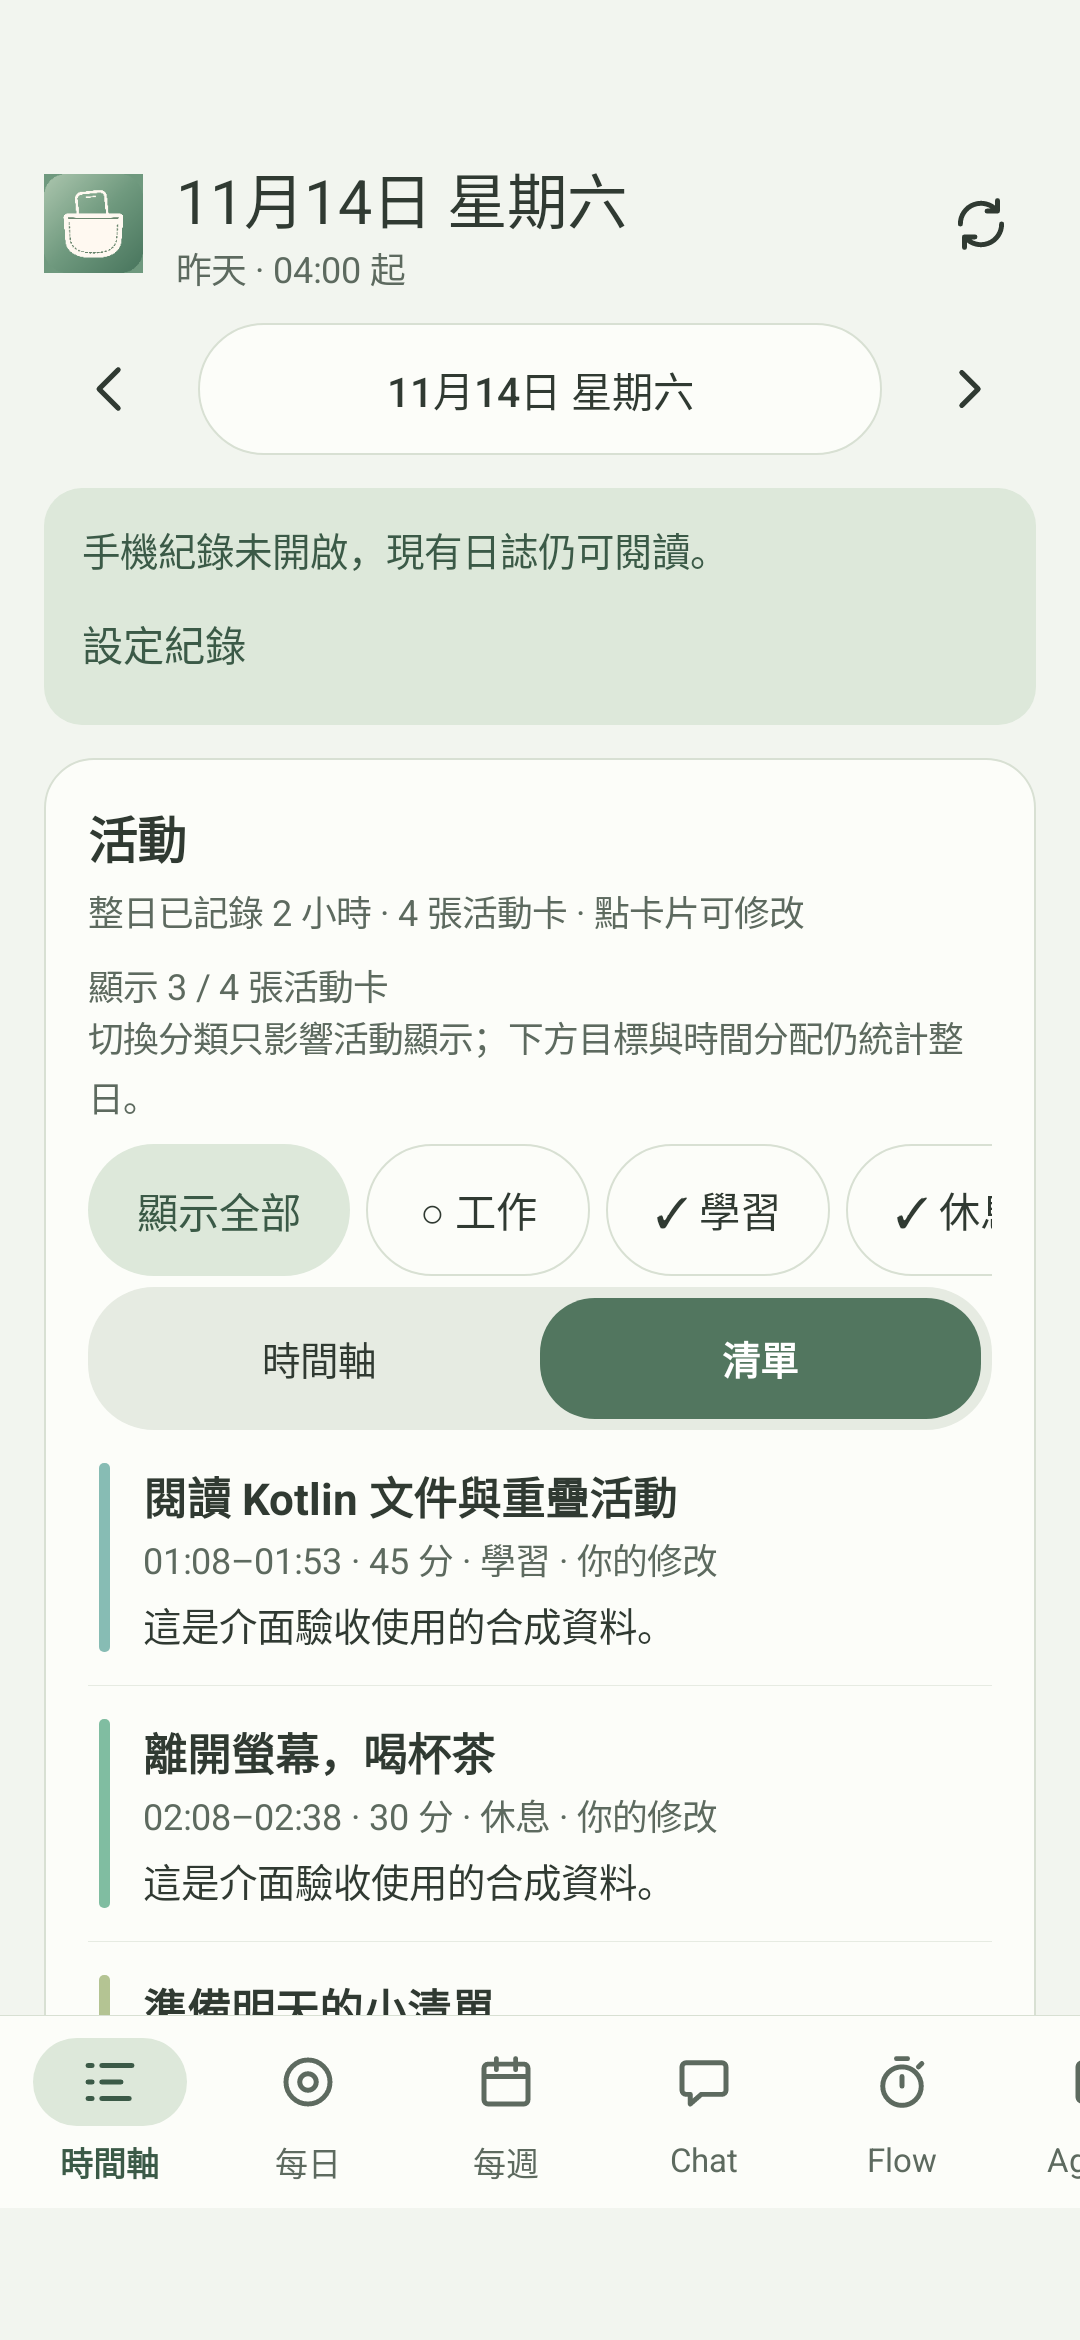 11月14日 星期六
昨天 · 04:00 起
11月14日 星期六
手機紀錄未開啟，現有日誌仍可閱讀。
設定紀錄
活動
整日已記錄 2 小時 · 4 張活動卡 · 點卡片可修改
顯示 3 / 4 張活動卡
切換分類只影響活動顯示；下方目標與時間分配仍統計整
日。
顯示全部 ○ 工作 ✓ 學習 ✓ 休息
時間軸 清單
閱讀 Kotlin 文件與重疊活動
01:08–01:53 · 45 分 · 學習 · 你的修改
這是介面驗收使用的合成資料。
離開螢幕，喝杯茶
02:08–02:38 · 30 分 · 休息 · 你的修改
這是介面驗收使用的合成資料。
準備明天的小清單
時間軸 每日 每週 Chat Flow